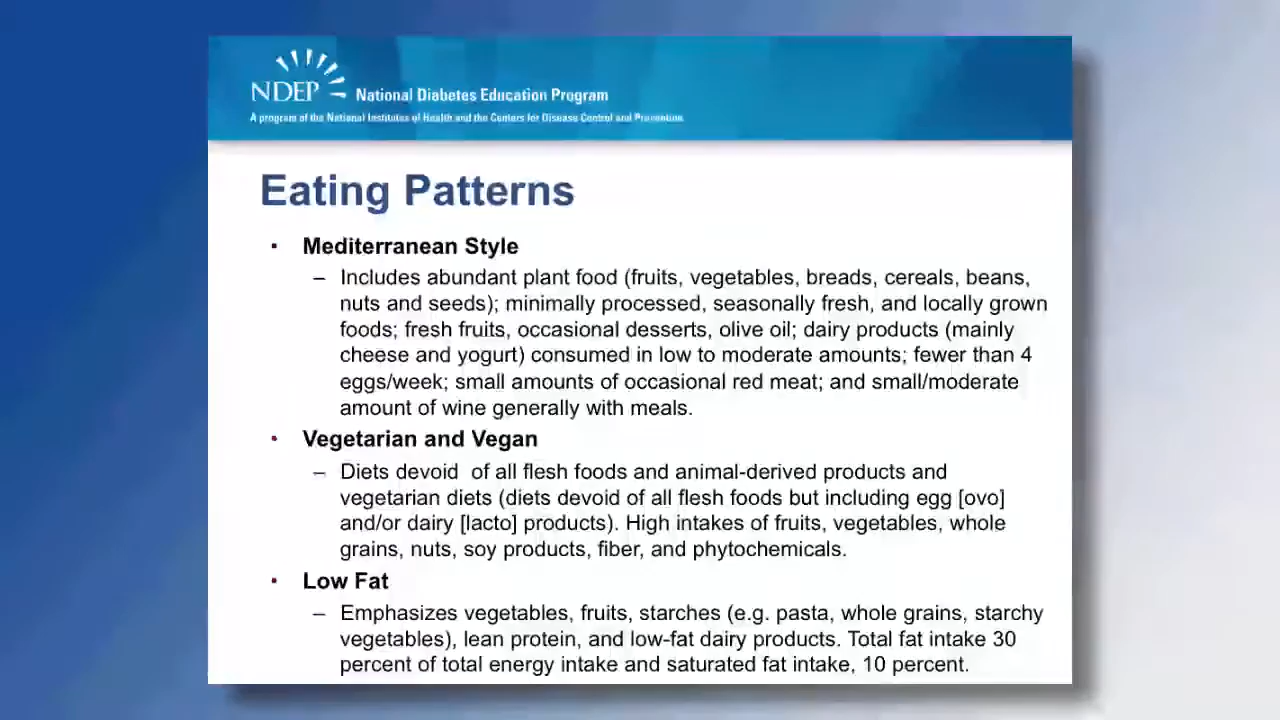 NDEP National Diabetes Education Program
A program of the National Institutes of Health and the Centers for Disease Control and Prevention
Eating Patterns
• Mediterranean Style
– Includes abundant plant food (fruits, vegetables, breads, cereals, beans,
nuts and seeds); minimally processed, seasonally fresh, and locally grown
foods; fresh fruits, occasional desserts, olive oil; dairy products (mainly
cheese and yogurt) consumed in low to moderate amounts; fewer than 4
eggs/week; small amounts of occasional red meat; and small/moderate
amount of wine generally with meals.
• Vegetarian and Vegan
– Diets devoid of all flesh foods and animal-derived products and
vegetarian diets (diets devoid of all flesh foods but including egg [ovo]
and/or dairy [lacto] products). High intakes of fruits, vegetables, whole
grains, nuts, soy products, fiber, and phytochemicals.
• Low Fat
– Emphasizes vegetables, fruits, starches (e.g. pasta, whole grains, starchy
vegetables), lean protein, and low-fat dairy products. Total fat intake 30
percent of total energy intake and saturated fat intake, 10 percent.